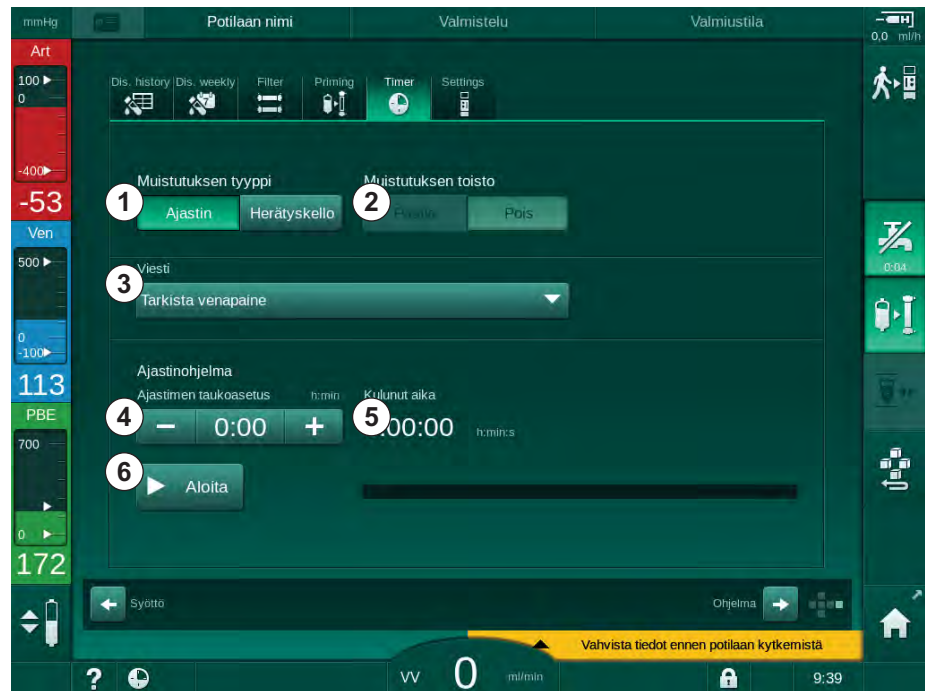 mmHg
Potilaan nimi
Valmistelu
Valmiustila
0,0 ml/h
Art
100
0
-400
-53
Ven
500
0
-100
113
PBE
700
0
172
Dis. history
Dis. weekly
Filter
Priming
Timer
Settings
7
Muistutuksen tyyppi
Muistutuksen toisto
1
Ajastin
Herätyskello
2
Pois
Viesti
3
Tarkista venapaine
Ajastinohjelma
Ajastimen taukoasetus h:min
Kulunut aika
4
− 0:00 +
5
:00:00 h:min:s
6
Aloita
0:04
Syöttö
Ohjelma
Vahvista tiedot ennen potilaan kytkemistä
?
VV 0 ml/min
9:39